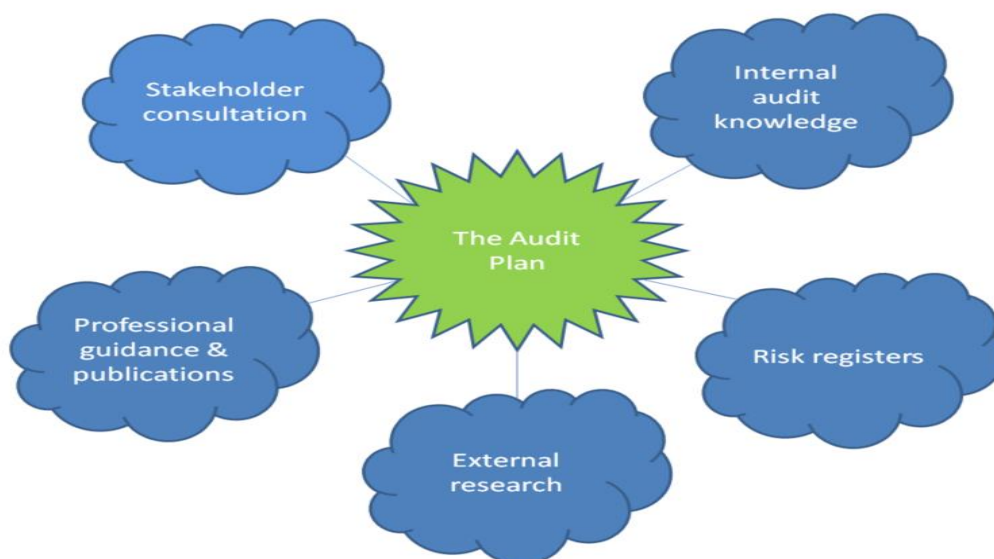 Stakeholder
consultation
Internal
audit
knowledge
The Audit
Plan
Professional
guidance &
publications
Risk registers
External
research